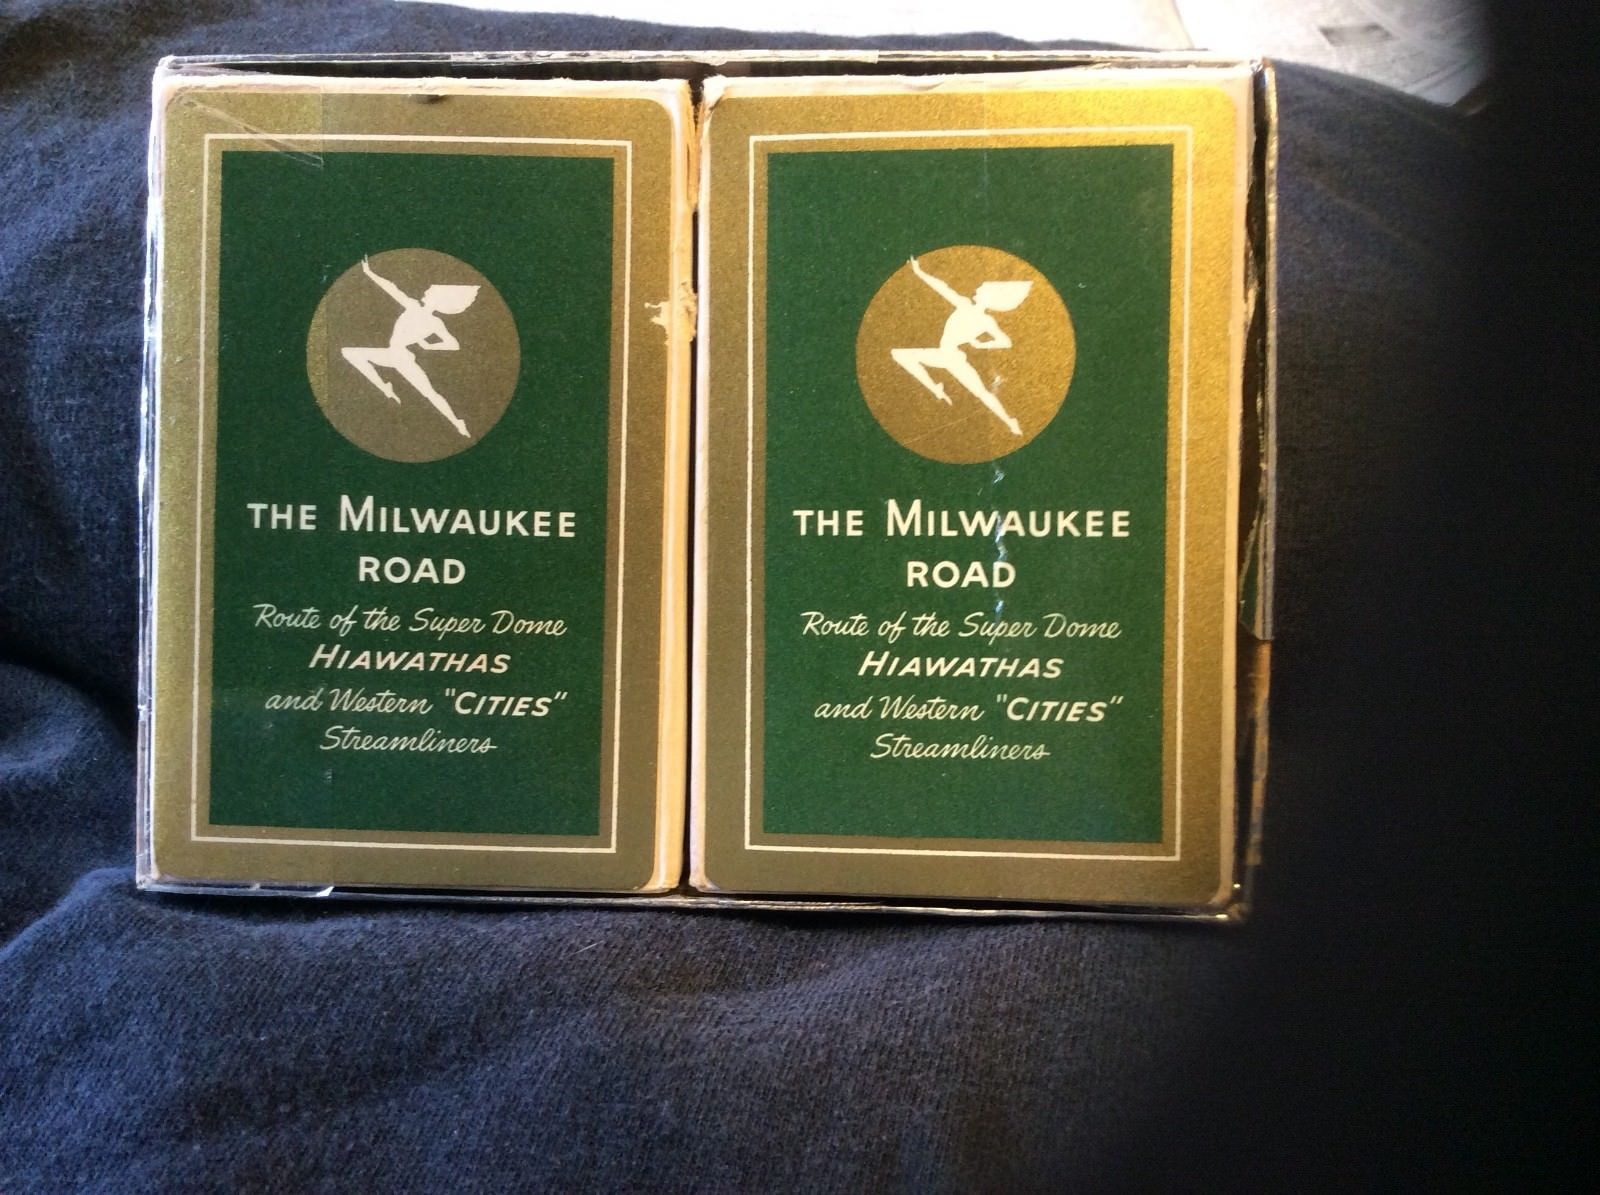 THE MILWAUKEE
ROAD
Route of the Super Dome
HIAWATHAS
and Western "CITIES"
Streamliners
THE MILWAUKEE
ROAD
Route of the Super Dome
HIAWATHAS
and Western "CITIES"
Streamliners